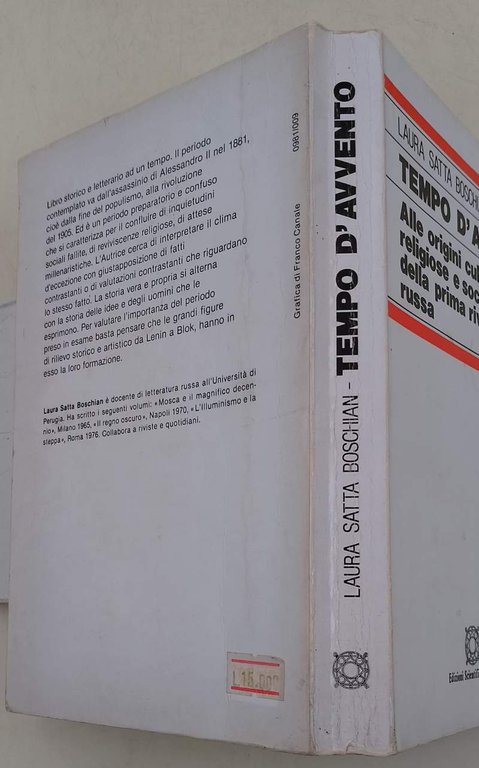 Libro storico e letterario ad un tempo. Il periodo
contemplato va dall'assassinio di Alessandro II nel 1881,
cioè dalla fine del populismo, alla rivoluzione
del 1905. Ed è un periodo preparatorio e confuso
che si caratterizza per il confluire di inquietudini
sociali fallite, di reviviscenze religiose, di attese
millenaristiche. L'Autrice cerca di interpretare il clima
d'eccezione con giustapposizione di fatti
contrastanti o di valutazioni contrastanti che riguardano
lo stesso fatto. La storia vera e propria si alterna
con la storia delle idee e degli uomini che le
esprimono. Per valutare l'importanza del periodo
preso in esame basta pensare che le grandi figure
di rilievo storico e artistico da Lenin a Blok, hanno in
esso la loro formazione.
Laura Satta Boschian è docente di letteratura russa all'Università di
Perugia. Ha scritto i seguenti volumi: «Mosca e il magnifico decen-
nio», Milano 1965, «Il regno oscuro», Napoli 1970, «L'Illuminismo e la
steppa», Roma 1976. Collabora a riviste e quotidiani.
Grafica di Franco Canale
0981/009
L.15.000
LAURA SATTA BOSCHIAN - TEMPO D'AVVENTO
LAURA SATTA BOSCHI
TEMPO D'A
Alle origini cul
religiose e soc
della prima riv
russa
Edizioni Scientifi